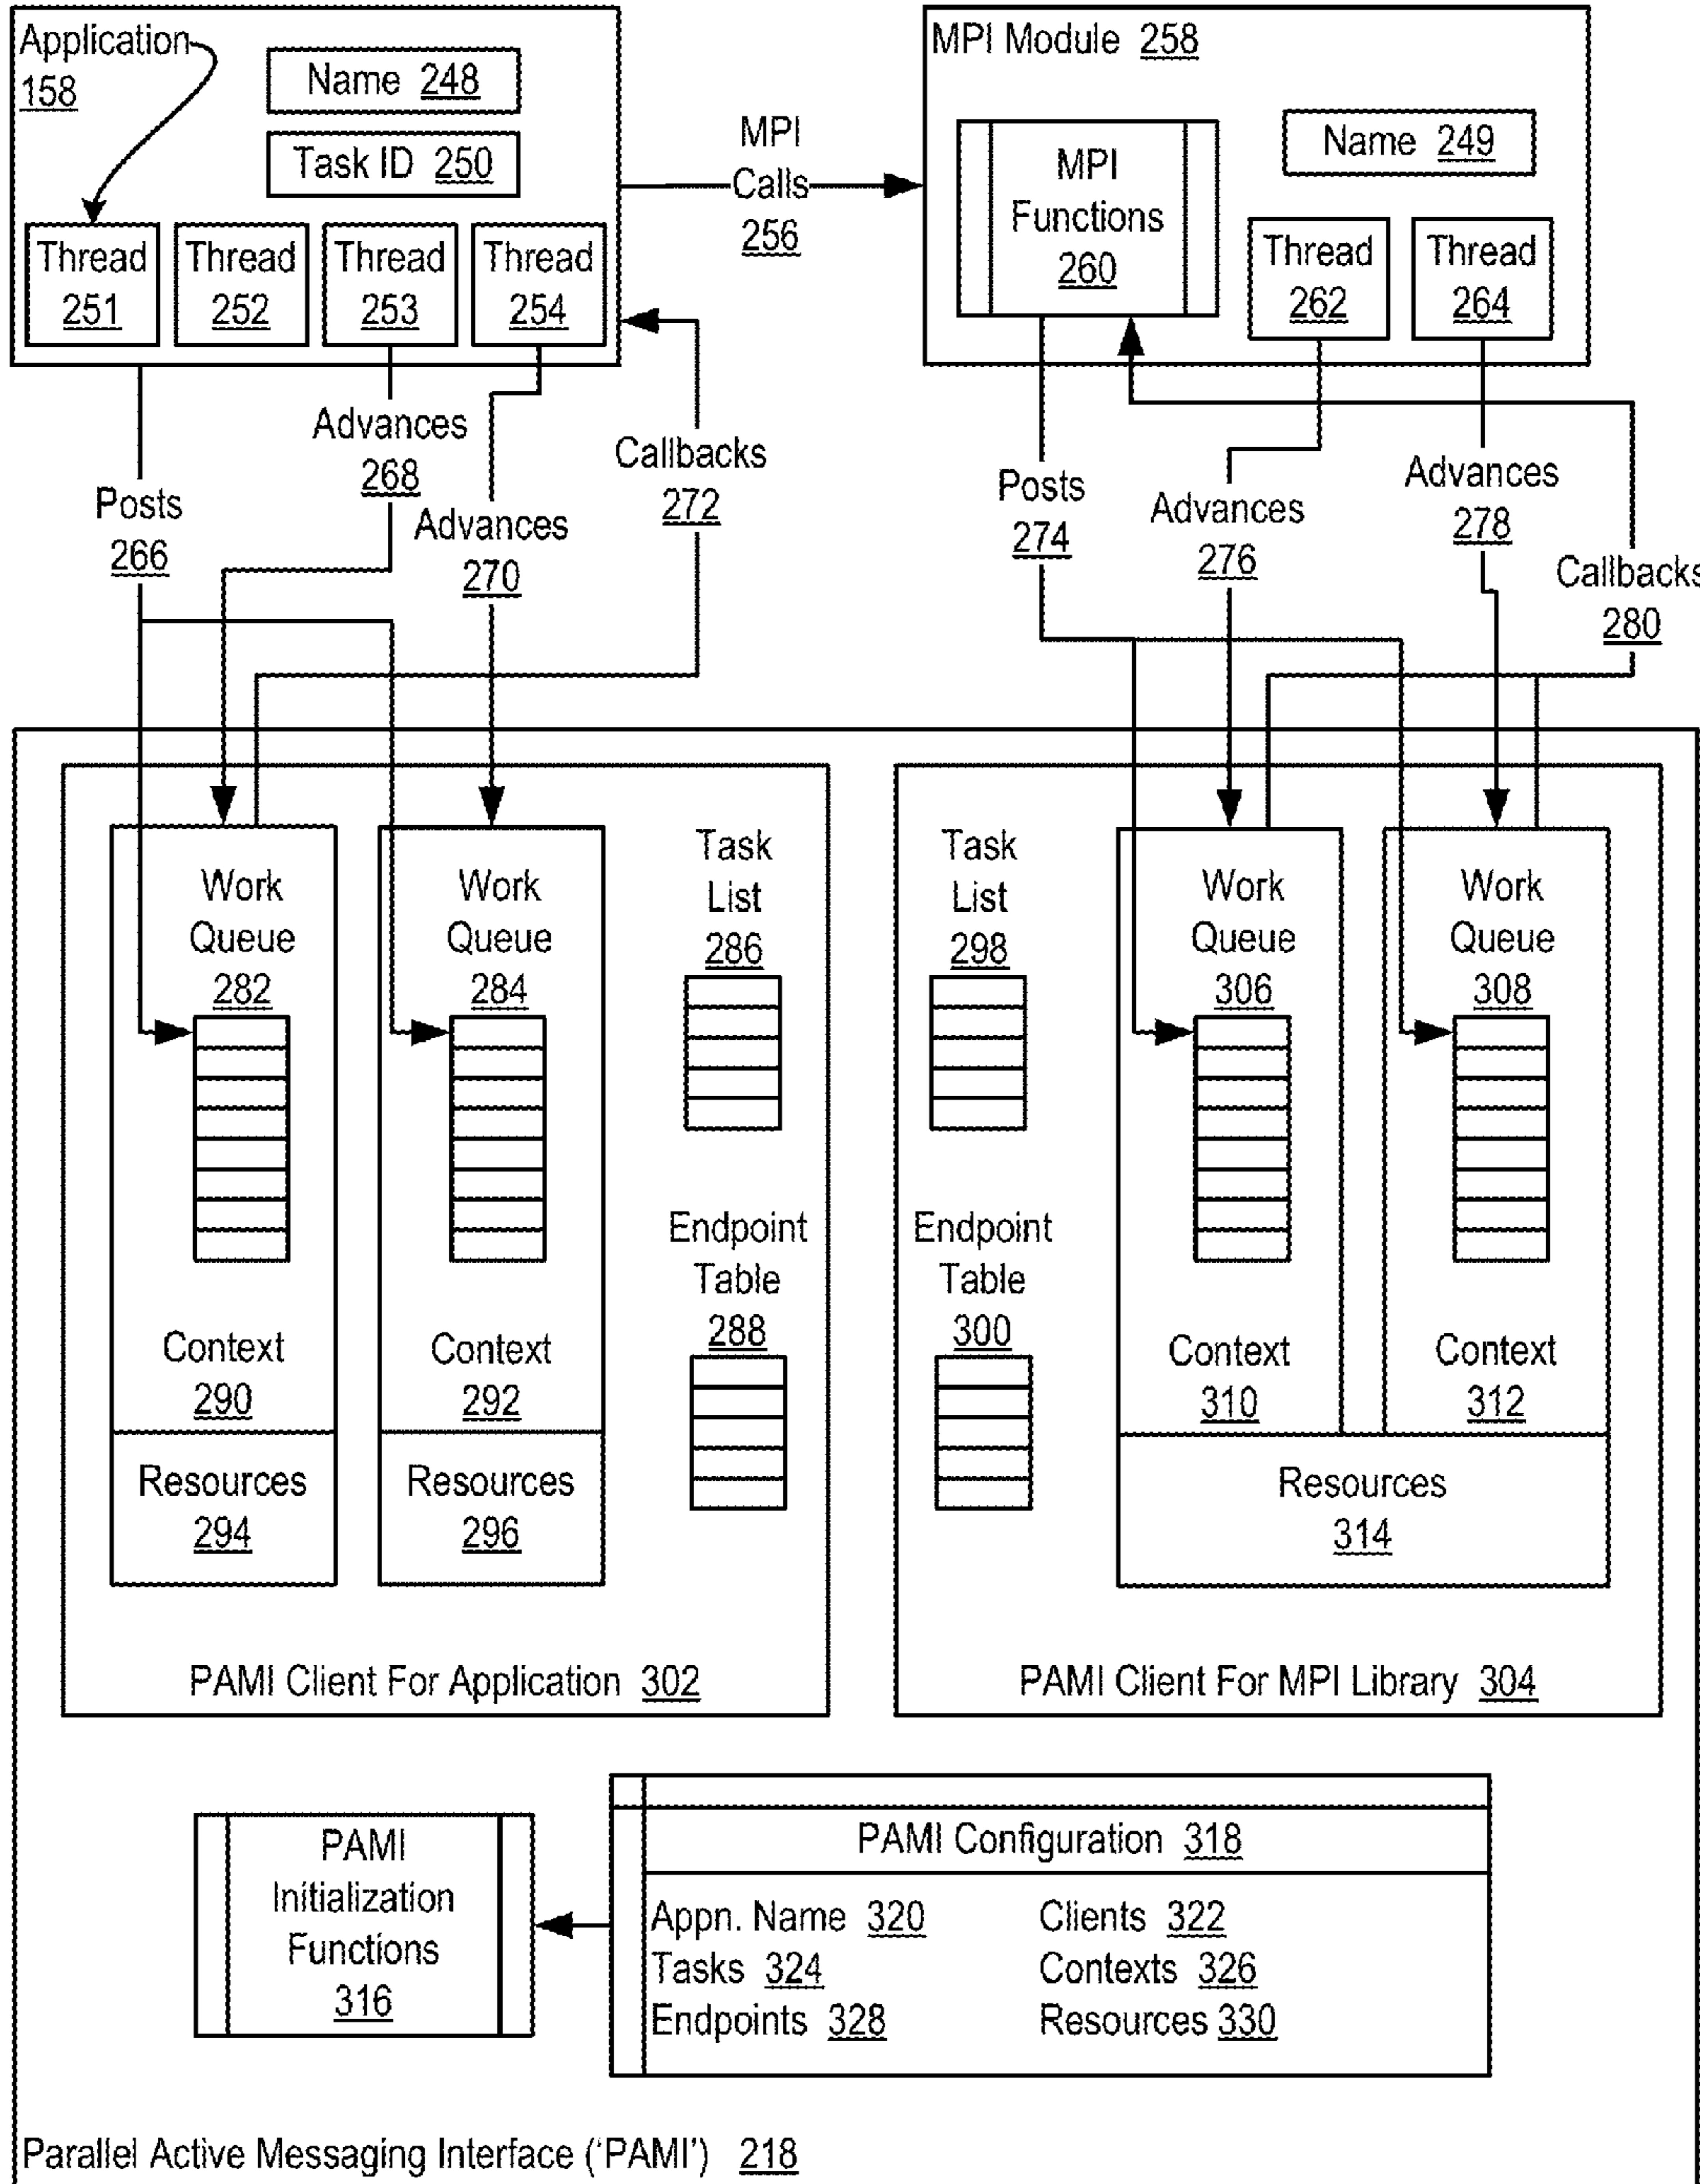 Application
158
Name 248
Task ID 250
Thread
251
Thread
252
Thread
253
Thread
254
MPI
Calls
256
MPI Module 258
MPI
Functions
260
Name 249
Thread
262
Thread
264
Posts
266
Advances
268
Advances
270
Callbacks
272
Posts
274
Advances
276
Advances
278
Callbacks
280
Work
Queue
282
Context
290
Resources
294
Work
Queue
284
Context
292
Resources
296
Task
List
286
Endpoint
Table
288
PAMI Client For Application 302
Task
List
298
Endpoint
Table
300
Work
Queue
306
Context
310
Work
Queue
308
Context
312
Resources
314
PAMI Client For MPI Library 304
PAMI
Initialization
Functions
316
PAMI Configuration 318
Appn. Name 320 Clients 322
Tasks 324 Contexts 326
Endpoints 328 Resources 330
Parallel Active Messaging Interface ('PAMI') 218